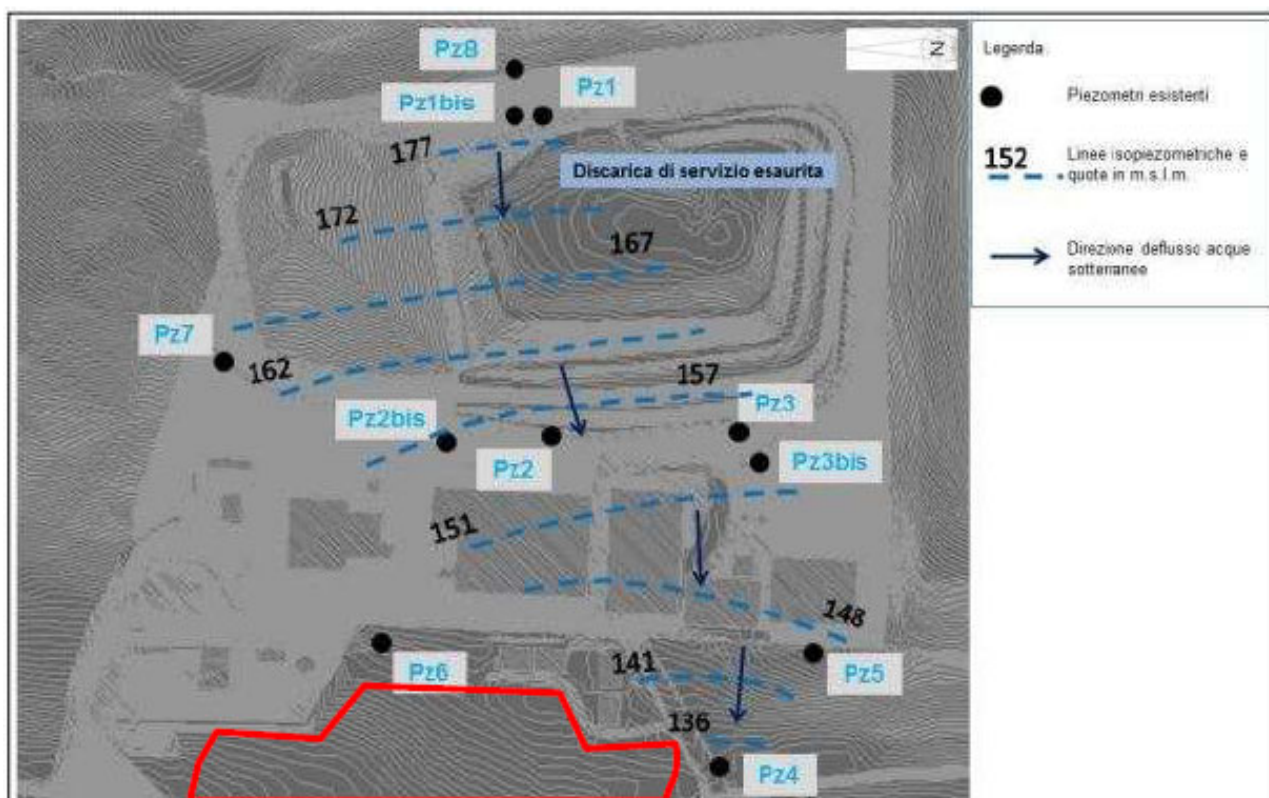 Pz8
Pz1
Pz1bis
177
Discarica di servizio esaurita
172
167
Pz7
162
157
Pz2bis
Pz3
Pz2
Pz3bis
151
148
Pz6
141
Pz5
136
Pz4
N
Legenda
Piezometri esistenti
152
Linee isopiezometriche e
quote in m.s.l.m.
Direzione deflusso acque
sotterranee